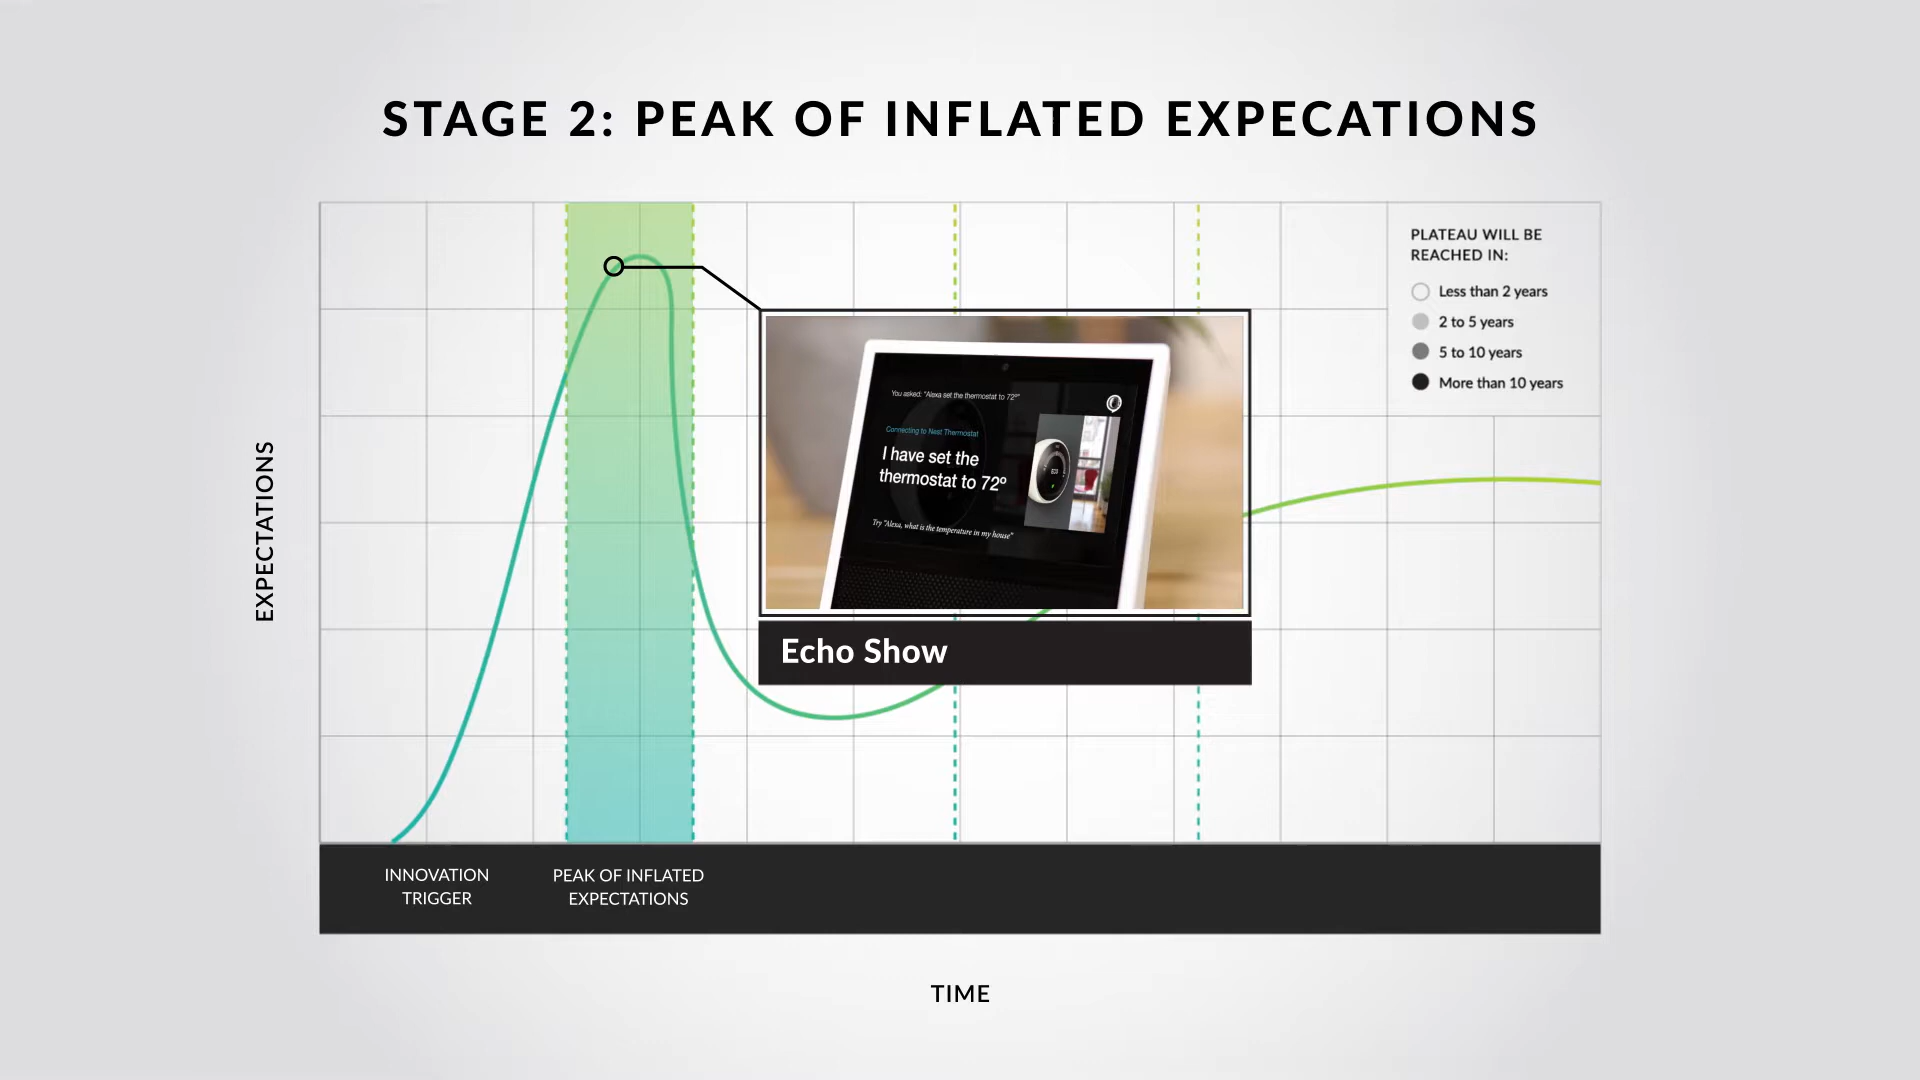 STAGE 2: PEAK OF INFLATED EXPECATIONS
PLATEAU WILL BE
REACHED IN:
Less than 2 years
2 to 5 years
5 to 10 years
More than 10 years
You asked: "Alexa set the thermostat to 72º"
Connecting to Nest Thermostat
I have set the
thermostat to 72º
Try "Alexa, what is the temperature in my house"
Echo Show
EXPECTATIONS
INNOVATION
TRIGGER
PEAK OF INFLATED
EXPECTATIONS
TIME